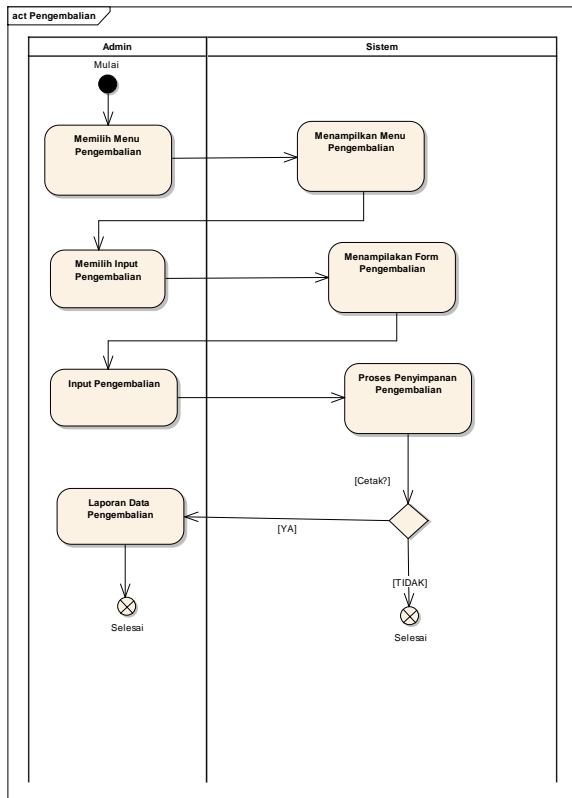 act Pengembalian
Admin
Sistem
Mulai
Memilih Menu
Pengembalian
Menampilkan Menu
Pengembalian
Memilih Input
Pengembalian
Menampilakan Form
Pengembalian
Input Pengembalian
Proses Penyimpanan
Pengembalian
[Cetak?]
Laporan Data
Pengembalian
[YA]
[TIDAK]
Selesai
Selesai